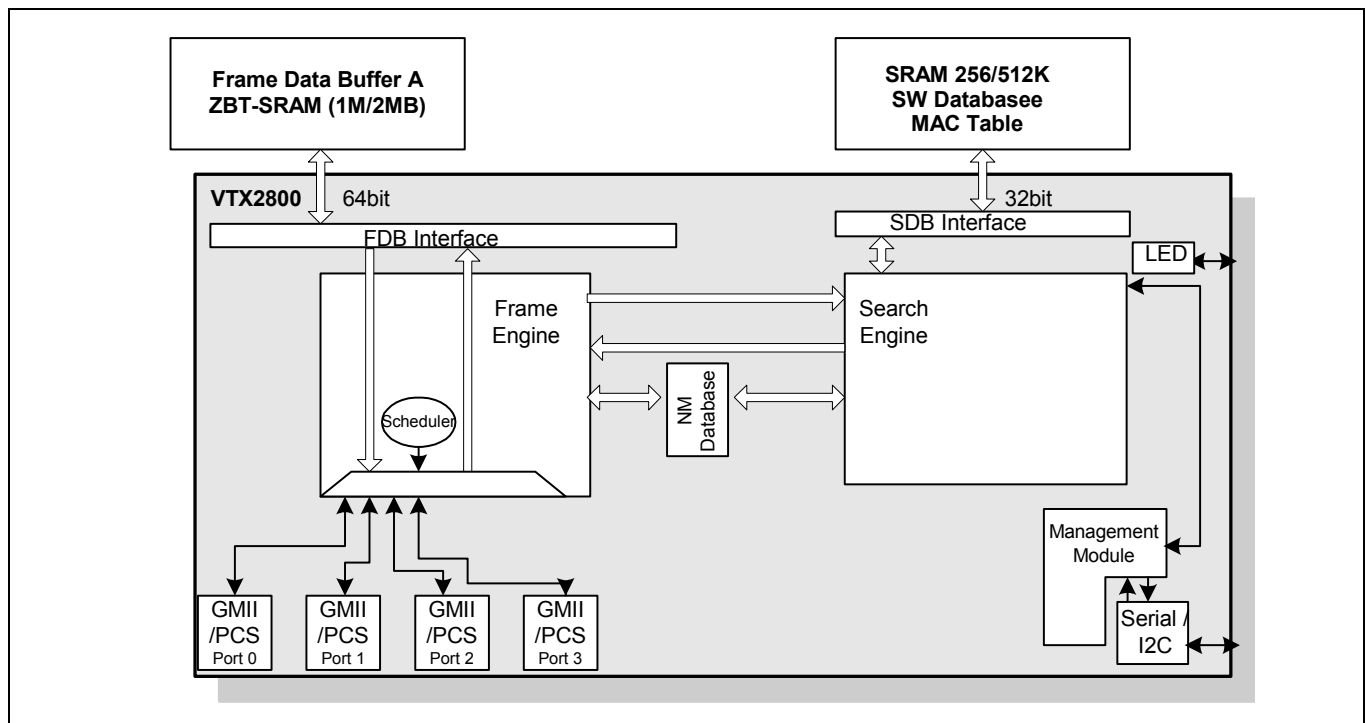 Frame Data Buffer A
ZBT-SRAM (1M/2MB)
SRAM 256/512K
SW Databasee
MAC Table
VTX2800
64bit
32bit
FDB Interface
SDB Interface
LED
Frame
Engine
Search
Engine
NM
Database
Scheduler
Management
Module
GMII
/PCS
Port 0
GMII
/PCS
Port 1
GMII
/PCS
Port 2
GMII
/PCS
Port 3
Serial /
I2C